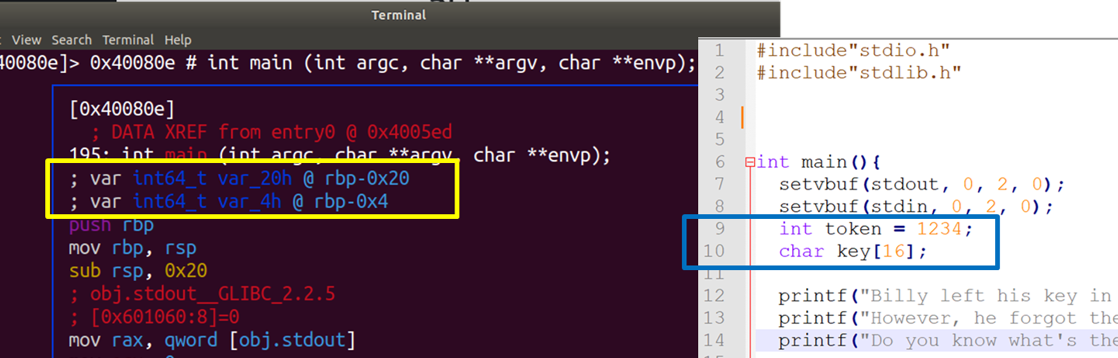 Terminal
View Search Terminal Help
40080e]> 0x40080e # int main (int argc, char **argv, char **envp);
[0x40080e]
; DATA XREF from entry0 @ 0x4005ed
195: int main (int argc, char **argv, char **envp);
; var int64_t var_20h @ rbp-0x20
; var int64_t var_4h @ rbp-0x4
push rbp
mov rbp, rsp
sub rsp, 0x20
; obj.stdout__GLIBC_2.2.5
; [0x601060:8]=0
mov rax, qword [obj.stdout]
1 #include"stdio.h"
2 #include"stdlib.h"
3
4
5
6 int main(){
7 setvbuf(stdout, 0, 2, 0);
8 setvbuf(stdin, 0, 2, 0);
9 int token = 1234;
10 char key[16];
11
12 printf("Billy left his key in
13 printf("However, he forgot the
14 printf("Do you know what's the